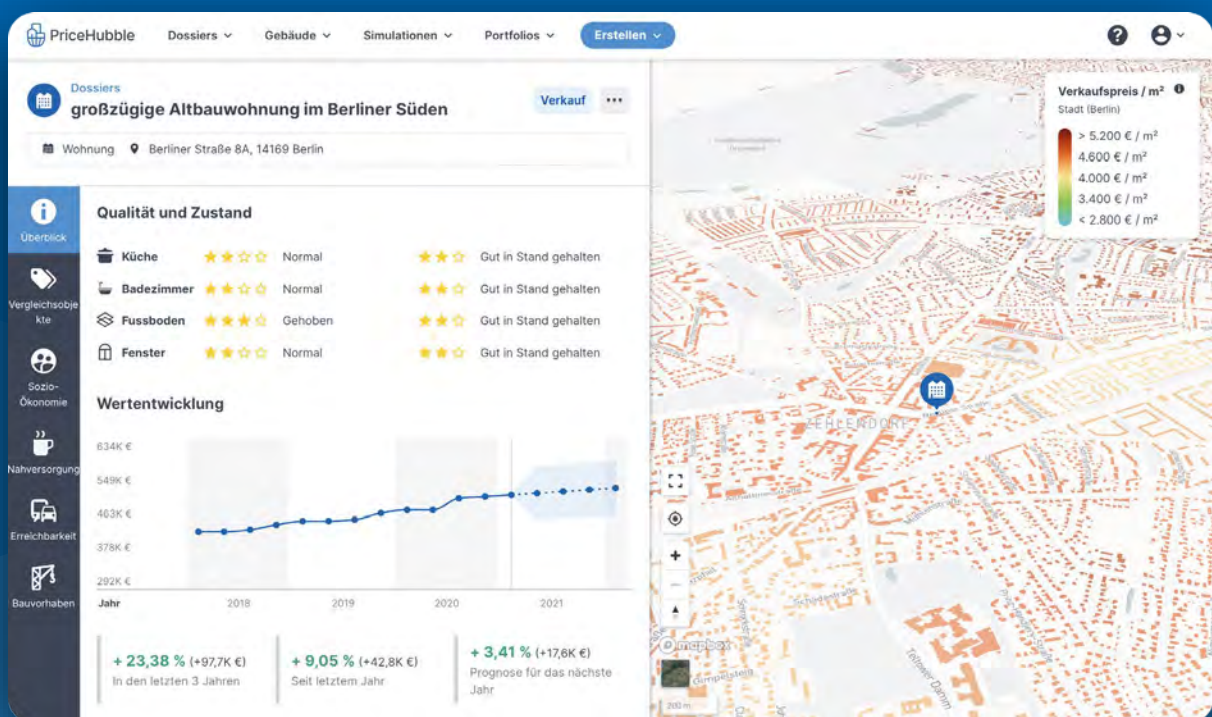 PriceHubble
Dossiers
Gebäude
Simulationen
Portfolios
Erstellen
Dossiers
großzügige Altbauwohnung im Berliner Süden
Verkauf
Wohnung
Berliner Straße 8A, 14169 Berlin
Überblick
Vergleichsobje
kte
Sozio-
Ökonomie
Nahversorgung
Erreichbarkeit
Bauvorhaben
Qualität und Zustand
Küche Normal Gut in Stand gehalten
Badezimmer Normal Gut in Stand gehalten
Fussboden Gehoben Gut in Stand gehalten
Fenster Normal Gut in Stand gehalten
Wertentwicklung
634K €
549K €
463K €
378K €
292K €
Jahr 2018 2019 2020 2021
+ 23,38 % (+97,7K €)
In den letzten 3 Jahren
+ 9,05 % (+42,8K €)
Seit letztem Jahr
+ 3,41 % (+17,6K €)
Prognose für das nächste
Jahr
Verkaufspreis / m²
Stadt (Berlin)
> 5.200 € / m²
4.600 € / m²
4.000 € / m²
3.400 € / m²
< 2.800 € / m²
ZEHLENDORF
Teltower Damm
mapbox
200 m